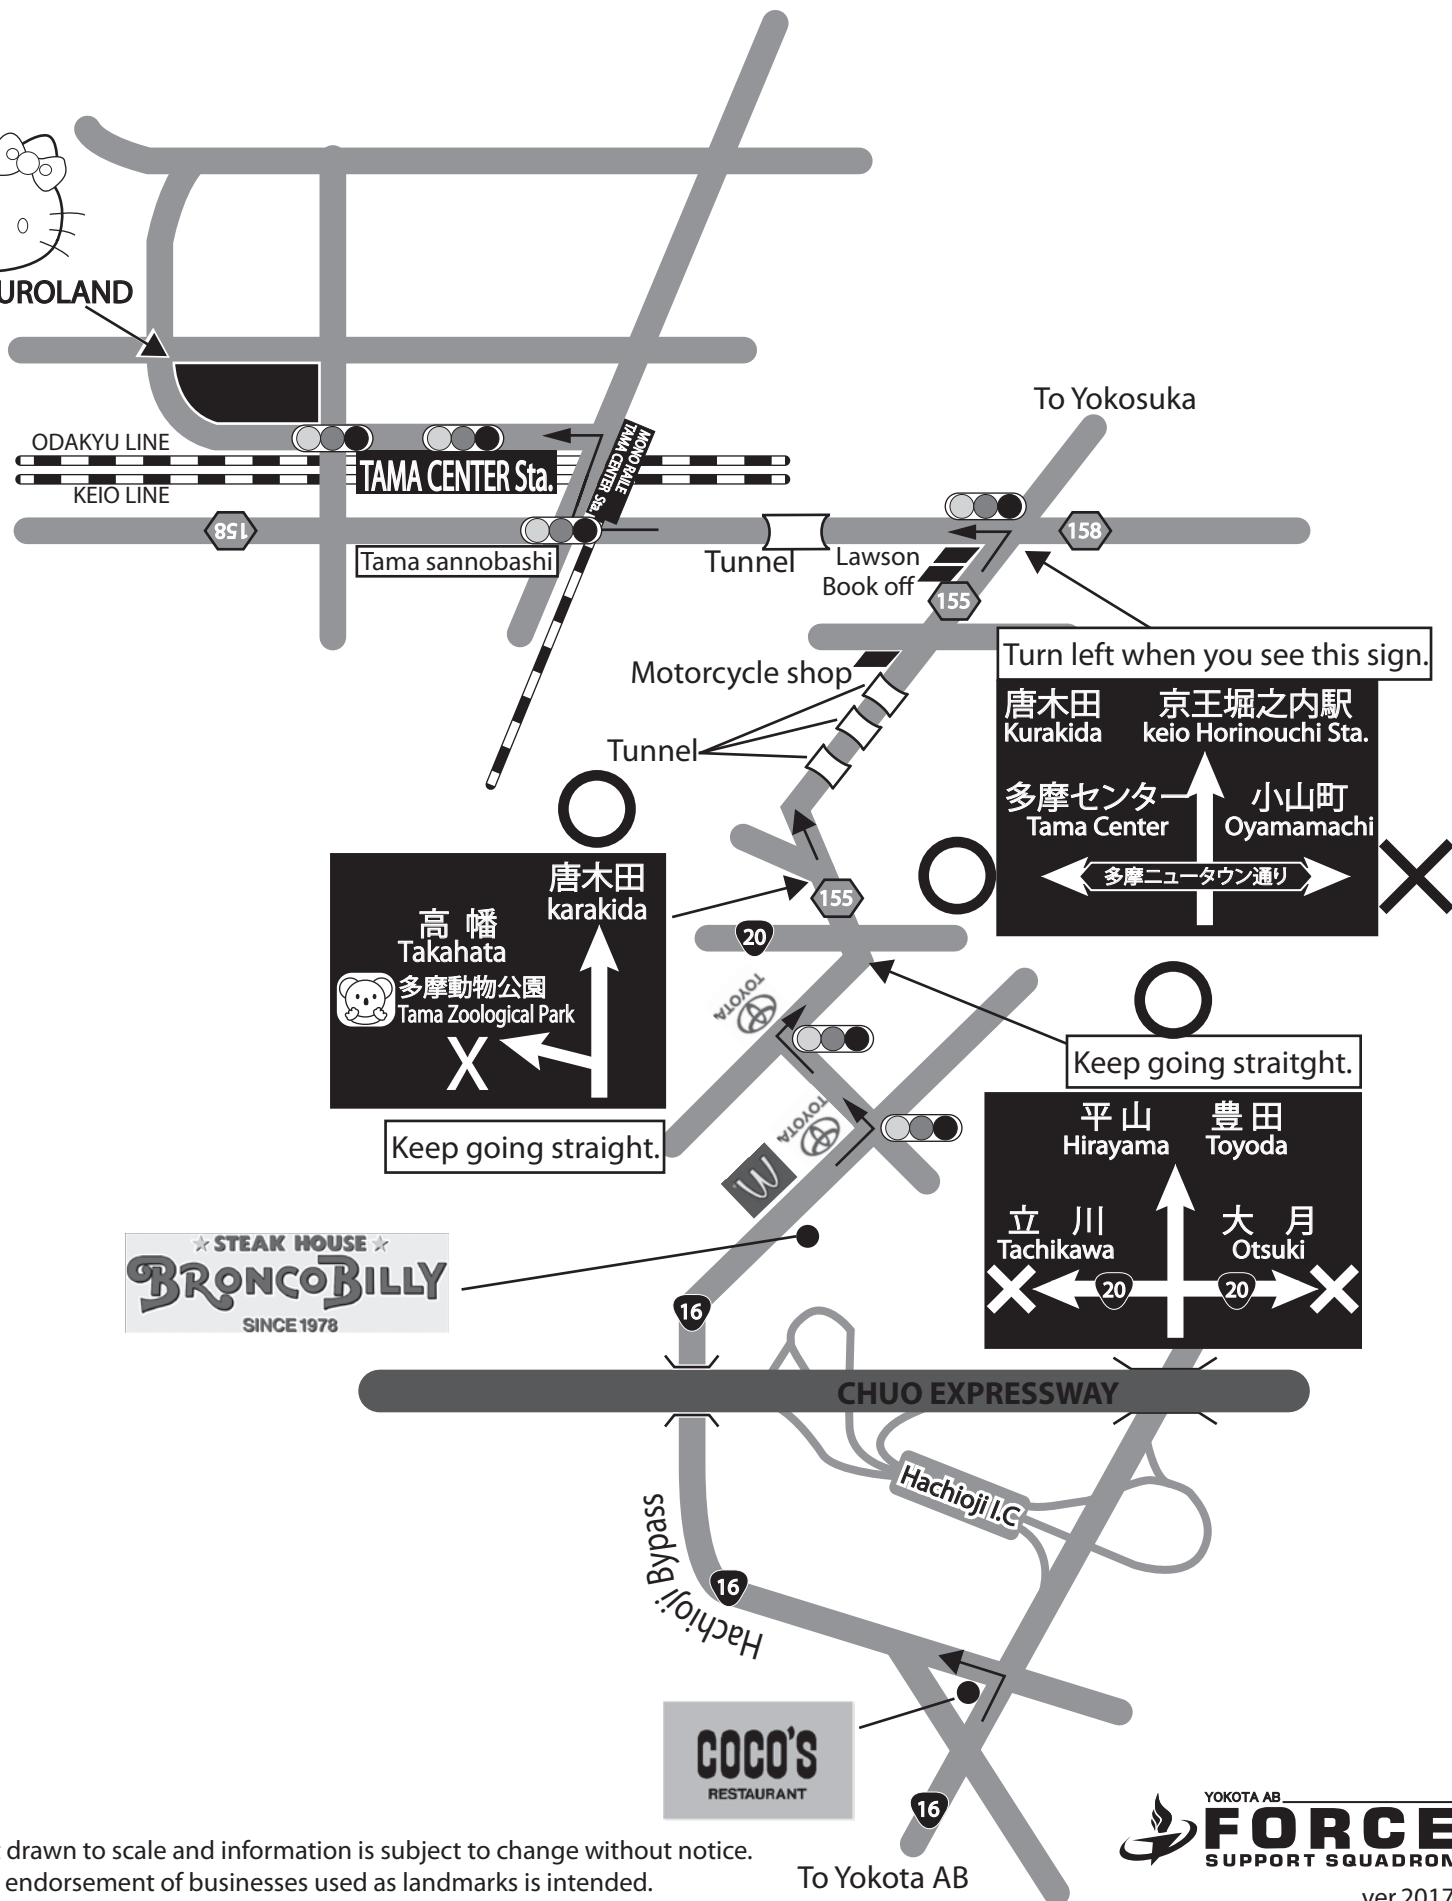 UROLAND
To Yokosuka
ODAKYU LINE
TAMA CENTER Sta.
MONO RAILE
TAMA CENTER Sta.
KEIO LINE
158
Tama sannobashi
Tunnel
Lawson
Book off
158
155
Turn left when you see this sign.
Motorcycle shop
Tunnel
唐木田
Kurakida
京王堀之内駅
keio Horinouchi Sta.
多摩センター
Tama Center
小山町
Oyamamachi
多摩ニュータウン通り
唐木田
karakida
高 幡
Takahata
多摩動物公園
Tama Zoological Park
X
155
20
TOYOTA
Keep going straitght.
Keep going straight.
TOYOTA
平 山
Hirayama
豊 田
Toyoda
立 川
Tachikawa
大 月
Otsuki
20
20
STEAK HOUSE
BRONCOBILLY
SINCE 1978
16
CHUO EXPRESSWAY
Hachioji I.C
Hachioji Bypass
16
COCO'S
RESTAURANT
16
To Yokota AB
YOKOTA AB
FORCE
SUPPORT SQUADRON
drawn to scale and information is subject to change without notice.
endorsement of businesses used as landmarks is intended.
ver 2017